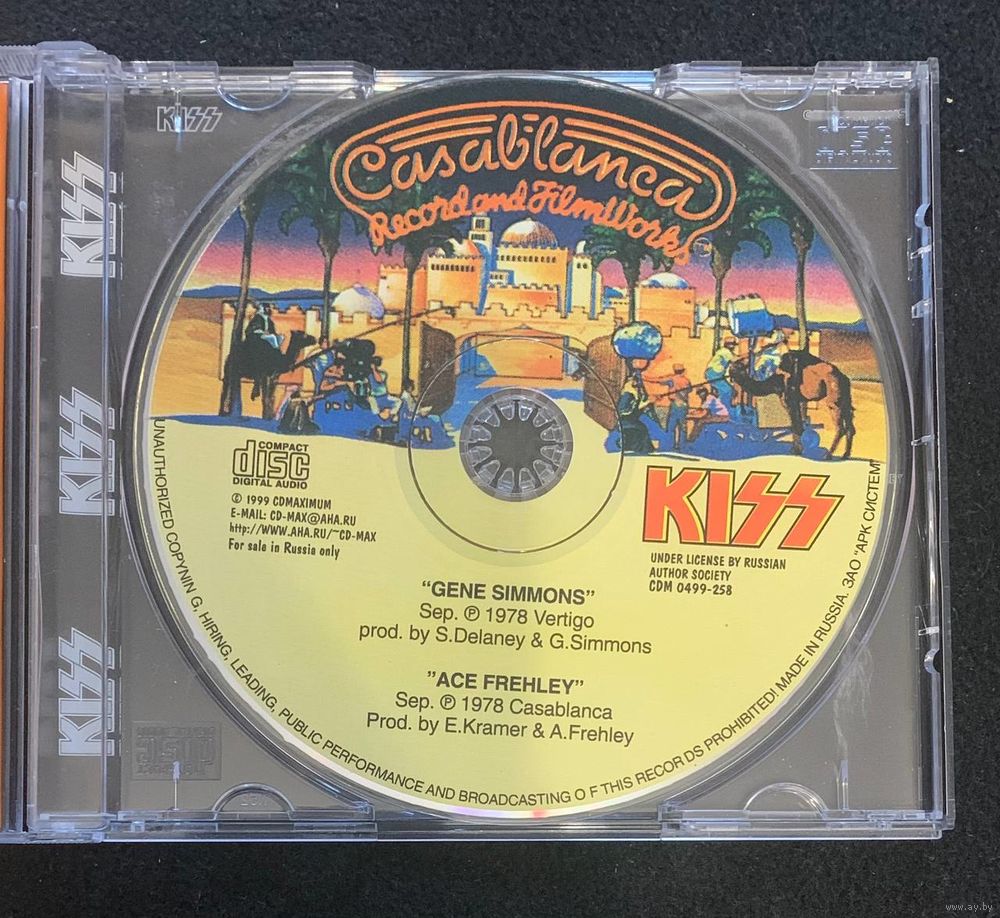 KISS
KISS
KISS
KISS
Casablanca
Record and FilmWorks
COMPACT
disc
DIGITAL AUDIO
© 1999 CDMAXIMUM
E-MAIL: CD-MAX@AHA.RU
http://WWW.AHA.RU/~CD-MAX
For sale in Russia only
KISS
UNDER LICENSE BY RUSSIAN
AUTHOR SOCIETY
CDM 0499-258
“GENE SIMMONS”
Sep. ℗ 1978 Vertigo
prod. by S.Delaney & G.Simmons
”ACE FREHLEY”
Sep. ℗ 1978 Casablanca
Prod. by E.Kramer & A.Frehley
UNAUTHORIZED COPYNIN G, HIRING, LEADING, PUBLIC PERFORMANCE AND BROADCASTING O F THIS RECOR DS PROHIBITED! MADE IN RUSSIA. ЗАО "АРК СИСТЕМ"
www.ay.by